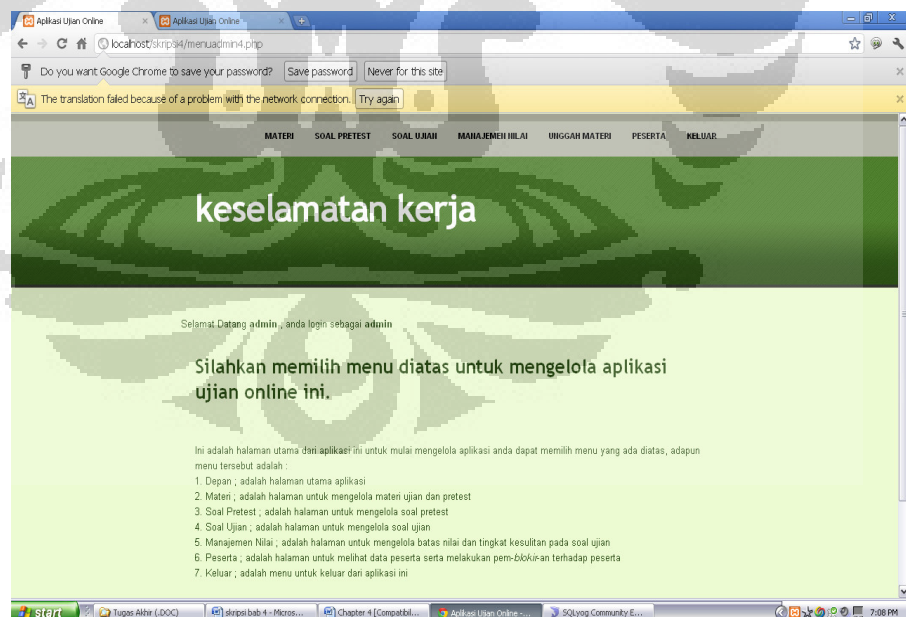 Aplikasi Ujian Online
Aplikasi Ujian Online
localhost/skripsi4/menuadmin4.php
Do you want Google Chrome to save your password? Save password Never for this site
The translation failed because of a problem with the network connection. Try again
MATERI SOAL PRETEST SOAL UJIAN MANAJEMEN NILAI UNGGAH MATERI PESERTA KELUAR
keselamatan kerja
Selamat Datang admin ; anda login sebagai admin
Silahkan memilih menu diatas untuk mengelola aplikasi
ujian online ini.
Ini adalah halaman utama dari aplikasi ini untuk mulai mengelola aplikasi anda dapat memilih menu yang ada diatas, adapun
menu tersebut adalah :
1. Depan ; adalah halaman utama aplikasi
2. Materi ; adalah halaman untuk mengelola materi ujian dan pretest
3. Soal Pretest ; adalah halaman untuk mengelola soal pretest
4. Soal Ujian ; adalah halaman untuk mengelola soal ujian
5. Manajemen Nilai ; adalah halaman untuk mengelola batas nilai dan tingkat kesulitan pada soal ujian
6. Peserta ; adalah halaman untuk melihat data peserta serta melakukan pem-blokir-an terhadap peserta
7. Keluar ; adalah menu untuk keluar dari aplikasi ini
start Tugas Akhir (.DOC) skripsi bab 4 - Micros... Chapter 4 [Compatibil... Aplikasi Ujian Online -... SQLyog Community E... 7:08 PM